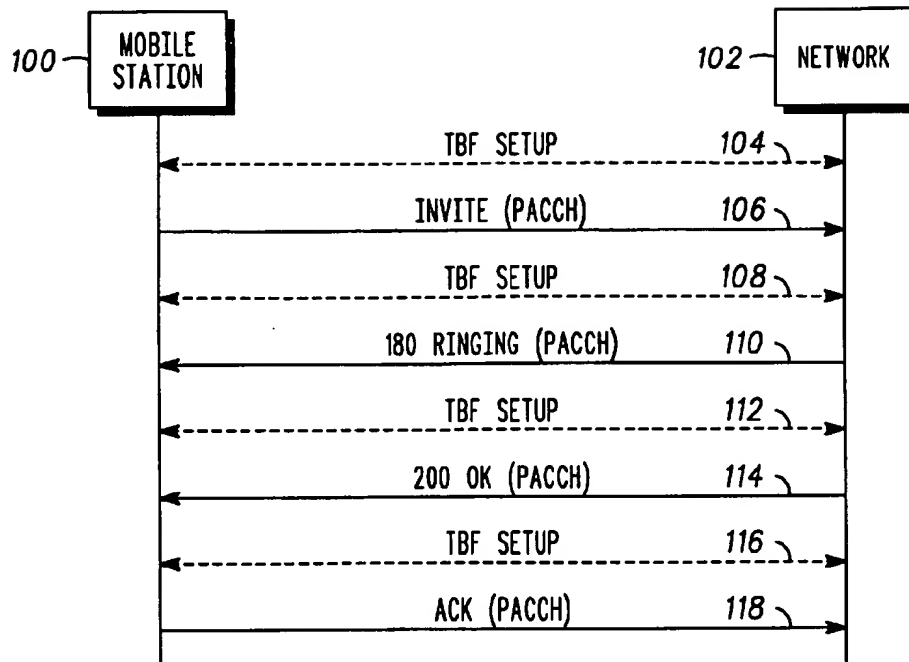 100
MOBILE
STATION
102
NETWORK
TBF SETUP 104
INVITE (PACCH) 106
TBF SETUP 108
180 RINGING (PACCH) 110
TBF SETUP 112
200 OK (PACCH) 114
TBF SETUP 116
ACK (PACCH) 118